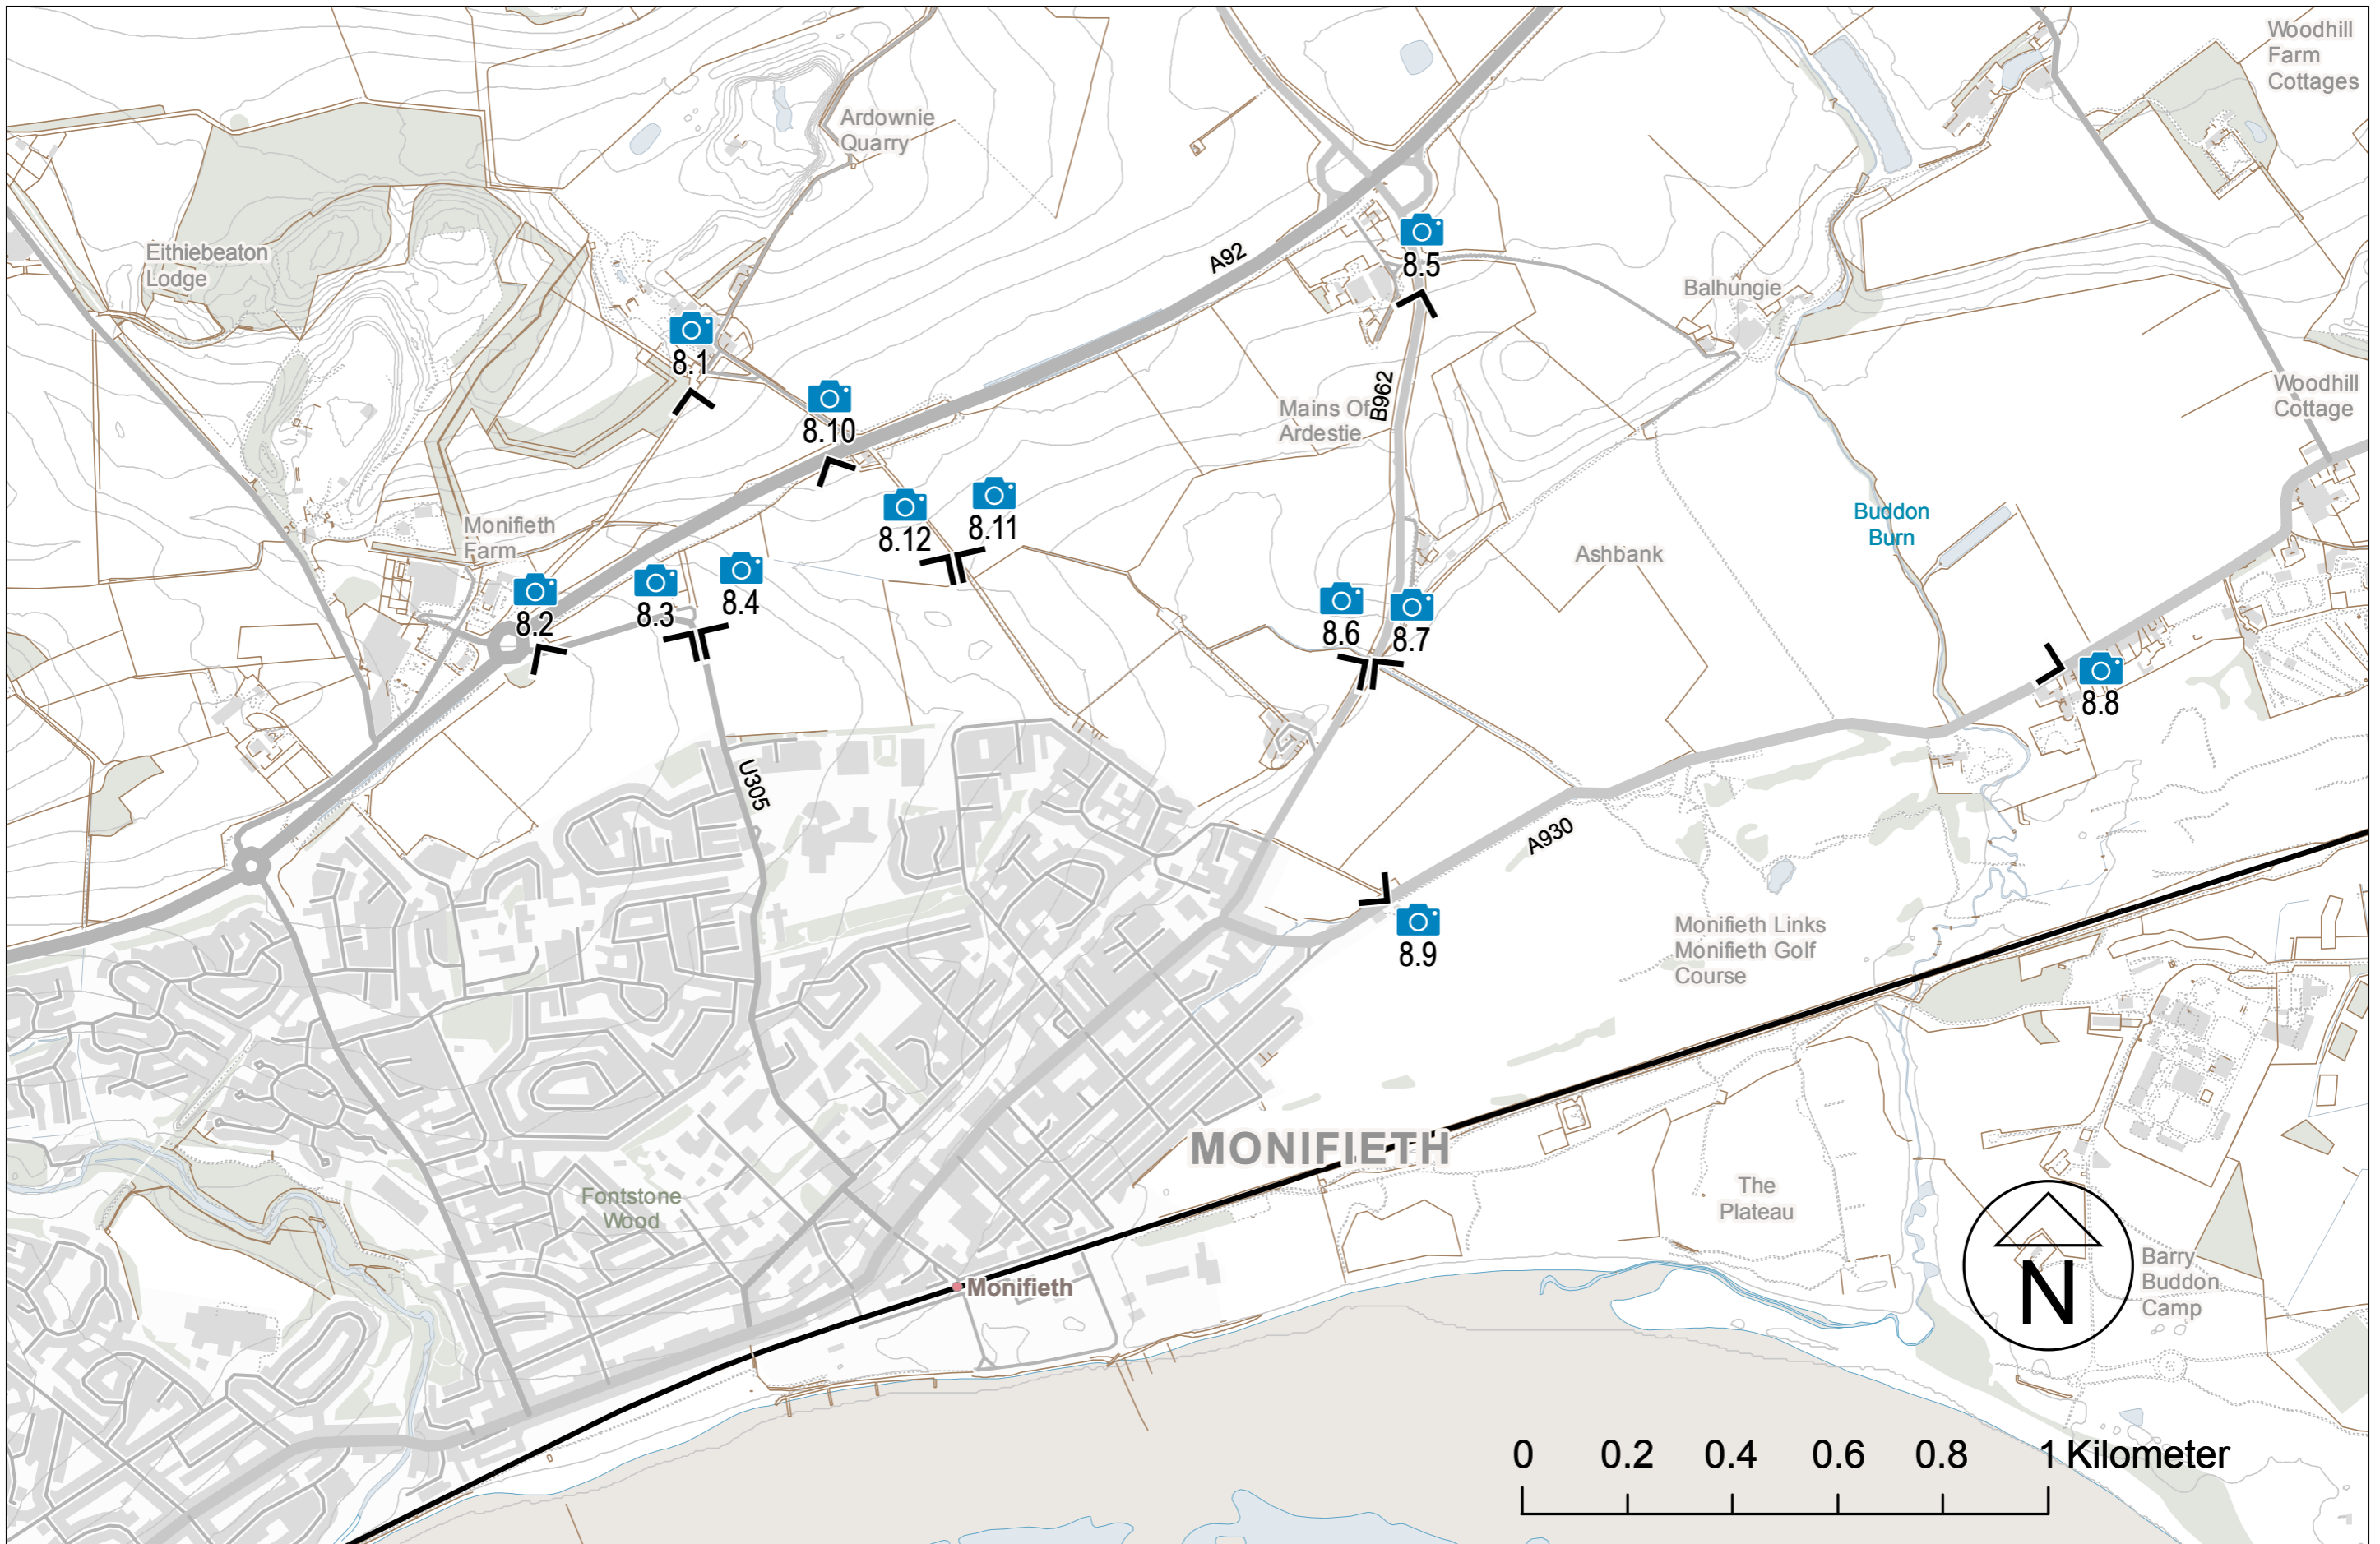 Woodhill
Farm
Cottages
Ardownie
Quarry
Eithiebeaton
Lodge
A92
8.5
Balhungie
8.1
8.10
Mains Of
Ardestie
B962
Woodhill
Cottage
8.12
8.11
Monifieth
Farm
Buddon
Burn
Ashbank
8.2
8.3
8.4
8.6
8.7
8.8
U305
A930
8.9
Monifieth Links
Monifieth Golf
Course
MONIFIETH
Fontstone
Wood
The
Plateau
Monifieth
N
Barry
Buddon
Camp
0 0.2 0.4 0.6 0.8 1 Kilometer